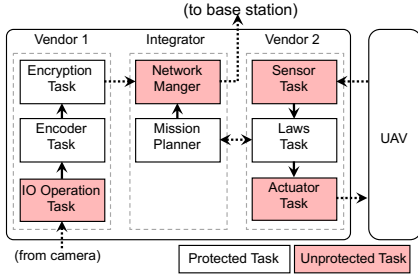 (to base station)
Vendor 1
Integrator
Vendor 2
Encryption
Task
Network
Manger
Sensor
Task
Encoder
Task
Mission
Planner
Laws
Task
UAV
IO Operation
Task
Actuator
Task
(from camera)
Protected Task
Unprotected Task